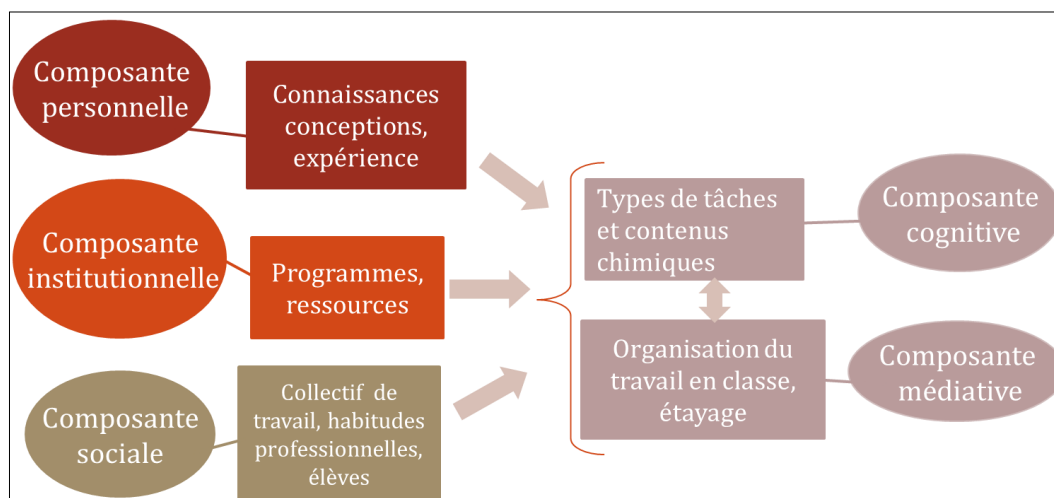 Composante
personnelle
Connaissances
conceptions,
expérience
Composante
institutionnelle
Programmes,
ressources
Composante
sociale
Collectif de
travail, habitudes
professionnelles,
élèves
Types de tâches
et contenus
chimiques
Composante
cognitive
Organisation du
travail en classe,
étayage
Composante
médiative